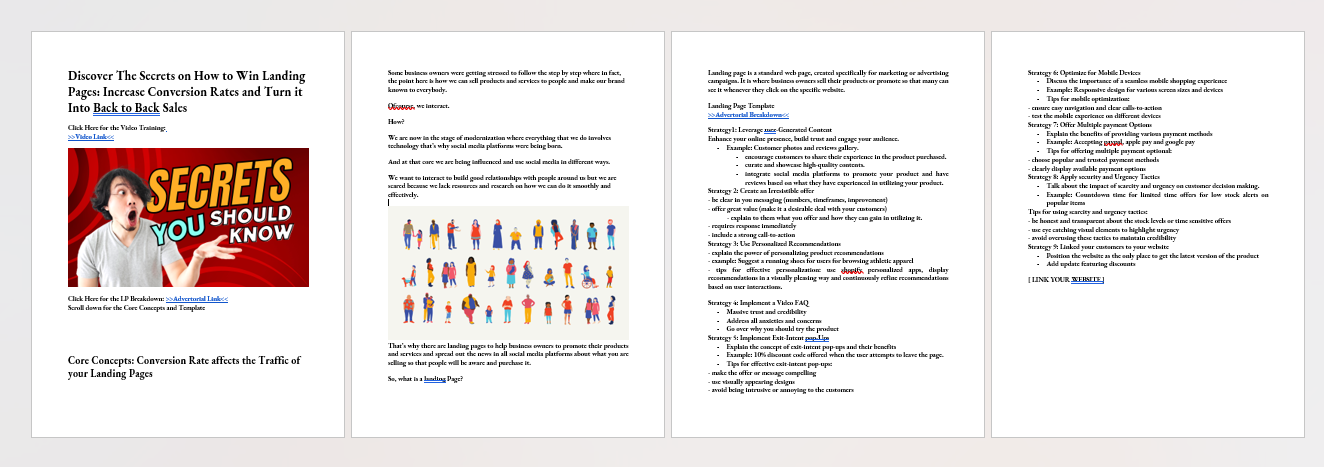 Discover The Secrets on How to Win Landing
Pages: Increase Conversion Rates and Turn it
Into Back to Back Sales
Click Here for the Video Training:
>>Video Link<<
SECRETS
YOU SHOULD
KNOW
Click Here for the LP Breakdown: >>Advertorial Link<<
Scroll down for the Core Concepts and Template
Core Concepts: Conversion Rate affects the Traffic of
your Landing Pages
Some business owners were getting stressed to follow the step by step where in fact,
the point here is how we can sell products and services to people and make our brand
known to everybody.
Ofcourse, we interact.
How?
We are now in the stage of modernization where everything that we do involves
technology that's why social media platforms were being born.
And at that core we are being influenced and use social media in different ways.
We want to interact to build good relationships with people around us but we are
scared because we lack resources and research on how we can do it smoothly and
effectively.
That's why there are landing pages to help business owners to promote their products
and services and spread out the news in all social media platforms about what you are
selling so that people will be aware and purchase it.
So, what is a landing Page?
Landing page is a standard web page, created specifically for marketing or advertising
campaigns. It is where business owners sell their products or promote so that many can
see it whenever they click on the specific website.
Landing Page Template
>>Advertorial Breakdown<<
Strategy1: Leverage user-Generated Content
Enhance your online presence, build trust and engage your audience.
- Example: Customer photos and reviews gallery.
- encourage customers to share their experience in the product purchased.
- curate and showcase high-quality contents.
- integrate social media platforms to promote your product and have
reviews based on what they have experienced in utilizing your product.
Strategy 2: Create an Irresistible offer
- be clear in you messaging (numbers, timeframes, improvement)
- offer great value (make it a desirable deal with your customers)
- explain to them what you offer and how they can gain in utilizing it.
- requires response immediately
- include a strong call-to-action
Strategy 3: Use Personalized Recommendations
- explain the power of personalizing product recommendations
- example: Suggest a running shoes for users for browsing athletic apparel
- tips for effective personalization: use shopify personalized apps, display
recommendations in a visually pleasing way and continously refine recommendations
based on user interactions.
Strategy 4: Implement a Video FAQ
- Massive trust and credibility
- Address all anxieties and concerns
- Go over why you should try the product
Strategy 5: Implement Exit-Intent pop-Ups
- Explain the concept of exit-intent pop-ups and their benefits
- Example: 10% discount code offered when the user attempts to leave the page.
- Tips for effective exit-intent pop-ups:
- make the offer or message compelling
- use visually appearing designs
- avoid being intrusive or annoying to the customers
Strategy 6: Optimize for Mobile Devices
- Discuss the importance of a seamless mobile shopping experience
- Example: Responsive design for various screen sizes and devices
- Tips for mobile optimization:
- ensure easy navigation and clear calls-to-action
- test the mobile experience on different devices
Strategy 7: Offer Multiple payment Options
- Explain the benefits of providing various payment methods
- Example: Accepting paypal, apple pay and google pay
- Tips for offering multiple payment optional:
- choose popular and trusted payment methods
- clearly display available payment options
Strategy 8: Apply security and Urgency Tactics
- Talk about the impact of scarcity and urgency on customer decision making.
- Example: Countdown time for limited time offers for low stock alerts os
popular items
Tips for using scarcity and urgency tactics:
- be honest and transparent about the stock levels or time sensitive offers
- use eye catching visual elements to highlight urgency
- avoid overusing these tactics to maintain credibility
Strategy 9: Linked your customers to your website
- Position the website as the only place to get the latest version of the product
- Add update featuring discounts
[ LINK YOUR WEBSITE ]